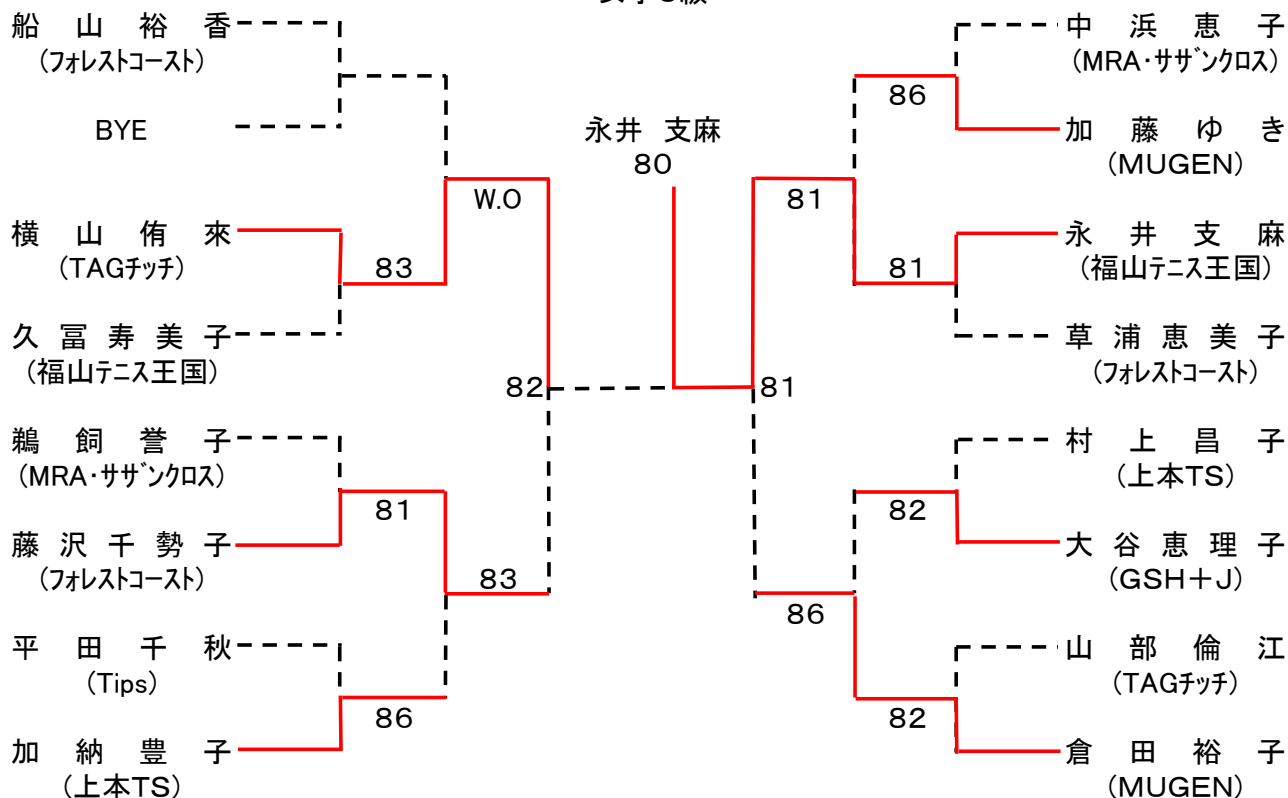 船山裕香
(フォレストコースト)
BYE
横山侑來
(TAGチッチ)
83
久冨寿美子
(福山テニス王国)
W.O
82
鵜飼誉子
(MRA・サザンクロス)
81
藤沢千勢子
(フォレストコースト)
83
平田千秋
(Tips)
86
加納豊子
(上本TS)
永井 支麻
80
81
中浜恵子
(MRA・サザンクロス)
86
加藤ゆき
(MUGEN)
81
永井支麻
(福山テニス王国)
81
草浦恵美子
(フォレストコースト)
村上昌子
(上本TS)
82
大谷恵理子
(GSH+J)
86
山部倫江
(TAGチッチ)
82
倉田裕子
(MUGEN)